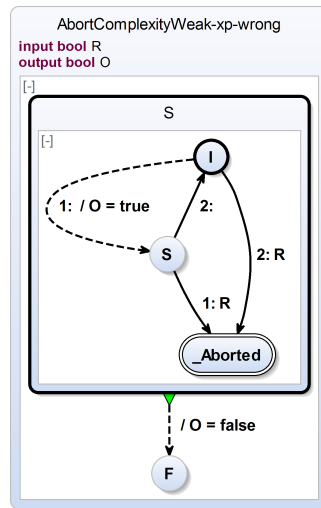 AbortComplexityWeak-xp-wrong
input bool R
output bool O
[-]
S
[-]
I
1: / O = true
2:
S
2: R
1: R
_Aborted
/ O = false
F